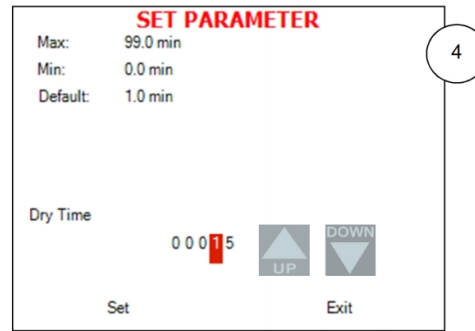 SET PARAMETER
4
Max: 99.0 min
Min: 0.0 min
Default: 1.0 min
Dry Time
0 0 0 1 5
UP
DOWN
Set Exit